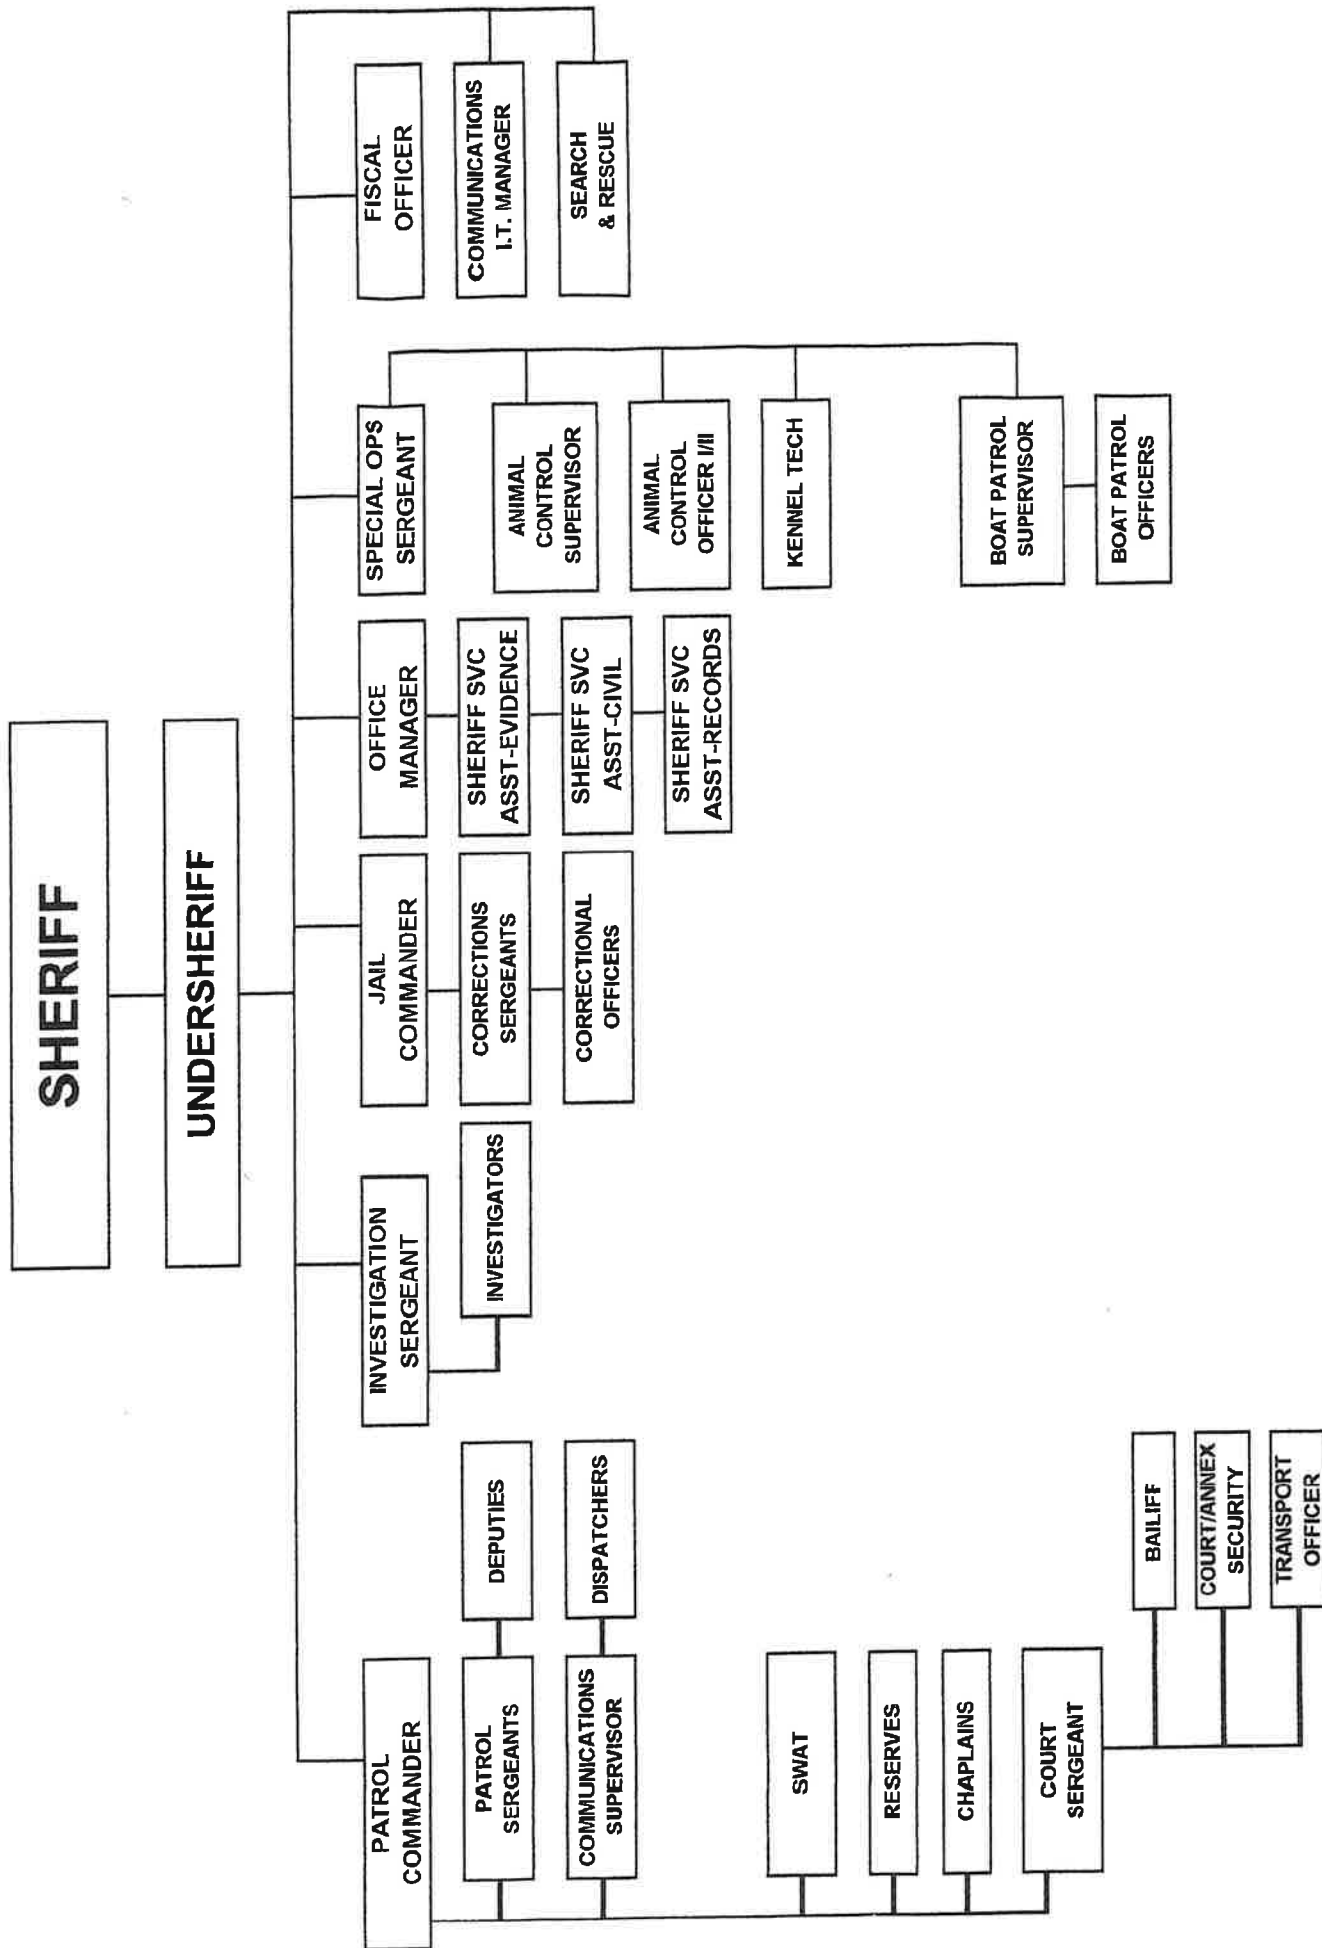 SHERIFF
UNDERSHERIFF
PATROL
COMMANDER
PATROL
SERGEANTS
DEPUTIES
COMMUNICATIONS
SUPERVISOR
DISPATCHERS
SWAT
RESERVES
CHAPLAINS
COURT
SERGEANT
BAILIFF
COURT/ANNEX
SECURITY
TRANSPORT
OFFICER
INVESTIGATION
SERGEANT
INVESTIGATORS
JAIL
COMMANDER
CORRECTIONS
SERGEANTS
CORRECTIONAL
OFFICERS
OFFICE
MANAGER
SHERIFF SVC
ASST-EVIDENCE
SHERIFF SVC
ASST-CIVIL
SHERIFF SVC
ASST-RECORDS
SPECIAL OPS
SERGEANT
ANIMAL
CONTROL
SUPERVISOR
ANIMAL
CONTROL
OFFICER I/II
KENNEL TECH
BOAT PATROL
SUPERVISOR
BOAT PATROL
OFFICERS
FISCAL
OFFICER
COMMUNICATIONS
I.T. MANAGER
SEARCH
& RESCUE